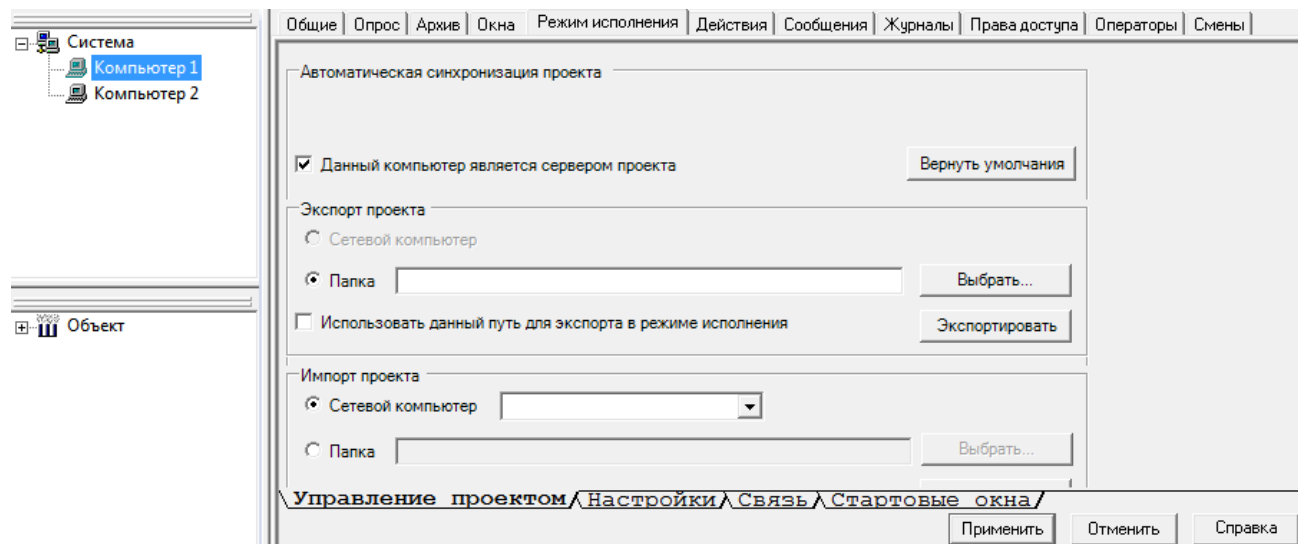 Общие Опрос Архив Окна Режим исполнения Действия Сообщения Журналы Права доступа Операторы Смены
Система
Компьютер 1
Компьютер 2
Объект
Автоматическая синхронизация проекта
Данный компьютер является сервером проекта Вернуть умолчания
Экспорт проекта
Сетевой компьютер
Папка Выбрать...
Использовать данный путь для экспорта в режиме исполнения Экспортировать
Импорт проекта
Сетевой компьютер
Папка Выбрать...
Управление проектом Настройки Связь Стартовые окна
Применить Отменить Справка